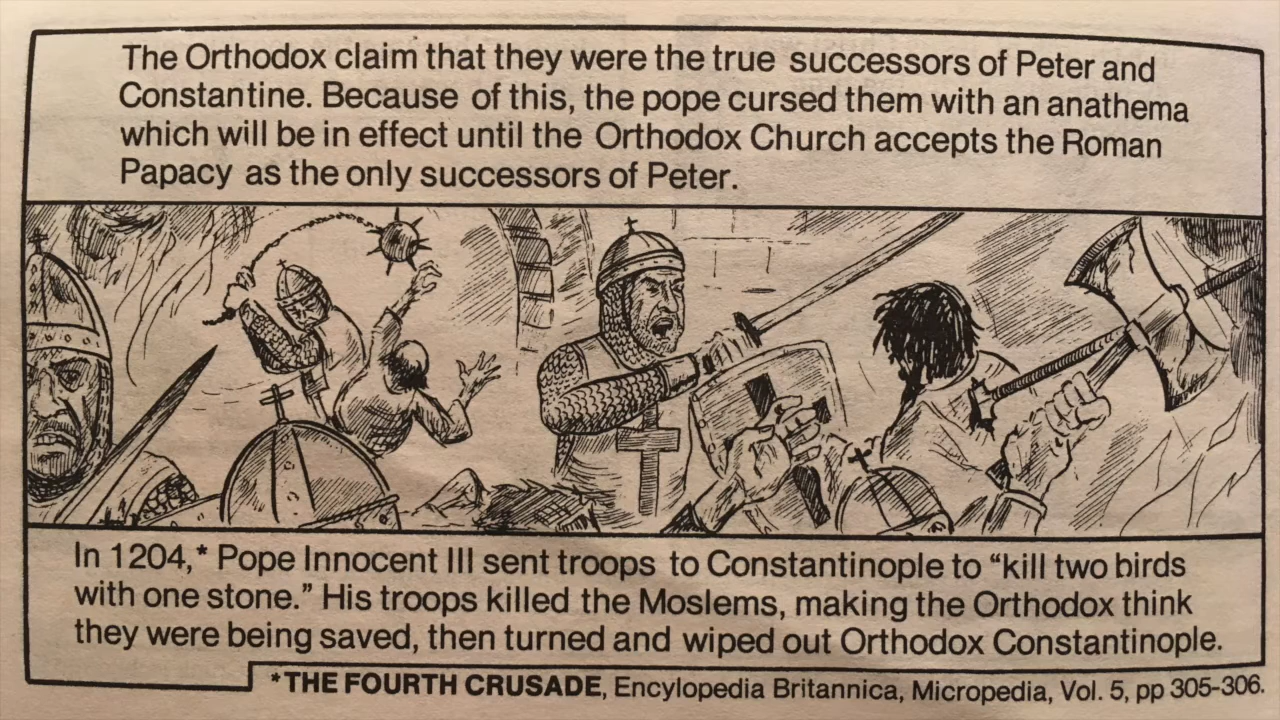 The Orthodox claim that they were the true successors of Peter and
Constantine. Because of this, the pope cursed them with an anathema
which will be in effect until the Orthodox Church accepts the Roman
Papacy as the only successors of Peter.
In 1204,* Pope Innocent III sent troops to Constantinople to “kill two birds
with one stone.” His troops killed the Moslems, making the Orthodox think
they were being saved, then turned and wiped out Orthodox Constantinople.
*THE FOURTH CRUSADE, Encylopedia Britannica, Micropedia, Vol. 5, pp 305-306.